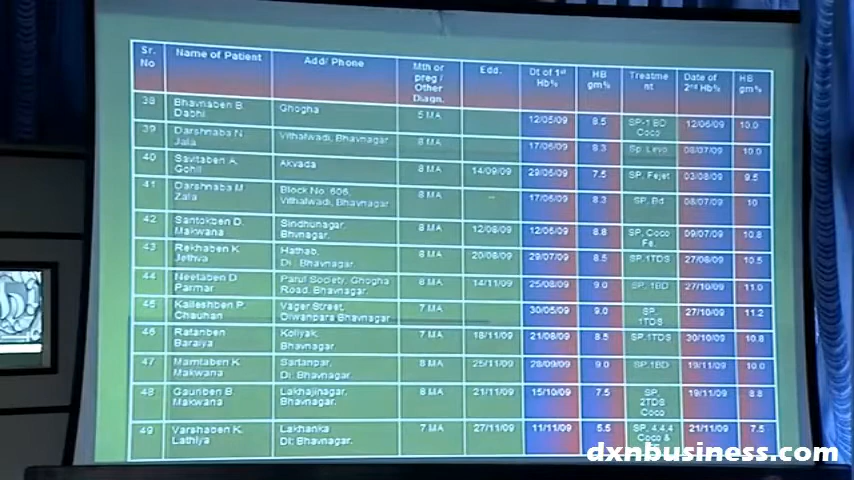 Sr. No Name of Patient Add/ Phone Mth or preg / Other Diagn. Edd. Dt of 1st Hb% HB gm% Treatme nt Date of 2nd Hb% HB gm%
38 Bhavnaben B. Dabhi Ghogha 5 MA 12/05/09 8.5 SP-1 BD Coco 12/06/09 10.0
39 Darshnaba N. Jala Vithalwadi, Bhavnagar 8 MA 17/06/09 8.3 Sp. Levo 08/07/09 10.0
40 Savitaben A. Gohil Akvada 8 MA 14/09/09 29/06/09 7.5 SP, Fejet 03/08/09 9.5
41 Darshnaba M. Zala Block No. 606, Vithalwadi, Bhavnagar 8 MA 17/06/09 8.3 SP, Bd 08/07/09 10
42 Santokben D. Makwana Sindhunagar, Bhvnagar. 8 MA 12/08/09 12/06/09 8.8 SP, Coco Fe. 09/07/09 10.8
43 Rekhaben K. Jethva Hathab, Di: Bhavnagar. 8 MA 20/08/09 29/07/09 8.5 SP.1TDS 27/08/09 10.5
44 Neetaben D. Parmar Parul Society, Ghogha Road, Bhavnagar. 8 MA 14/11/09 25/08/09 9.0 SP, 1BD 27/10/09 11.0
45 Kaileshben P. Chauhan Vager Street, Diwanpara Bhavnagar 7 MA 30/05/09 9.0 SP, 1TDS 27/10/09 11.2
46 Ratanben Baraiya Koliyak, Bhavnagar. 7 MA 18/11/09 21/08/09 8.5 SP.1TDS 30/10/09 10.8
47 Mamtaben K. Makwana Sartanpar, Di: Bhavnagar. 8 MA 25/11/09 28/09/09 9.0 SP.1BD 19/11/09 10.0
48 Gauriben B. Makwana Lakhajinagar, Bhavnagar. 8 MA 21/11/09 15/10/09 7.5 SP, 2TDS Coco 19/11/09 8.8
49 Varshaben K. Lathiya Lakhanka Di: Bhavnagar. 7 MA 27/11/09 11/11/09 5.5 SP, 4.4.4 Coco & 21/11/09 7.5
dxnbusiness.com